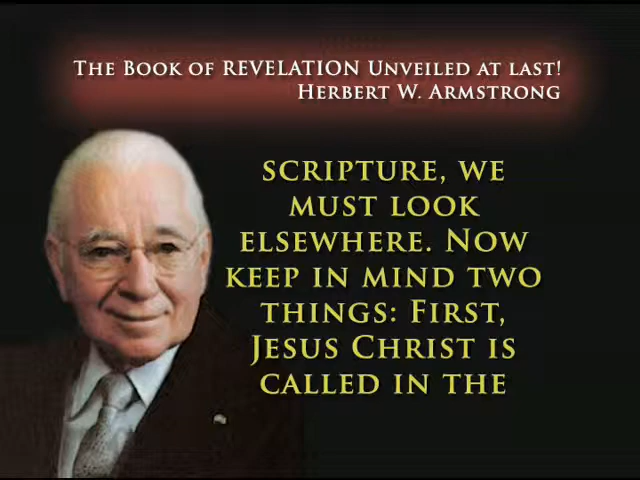 The Book of REVELATION Unveiled at last!
Herbert W. Armstrong
scripture, we
must look
elsewhere. Now
keep in mind two
things: First,
Jesus Christ is
called in the